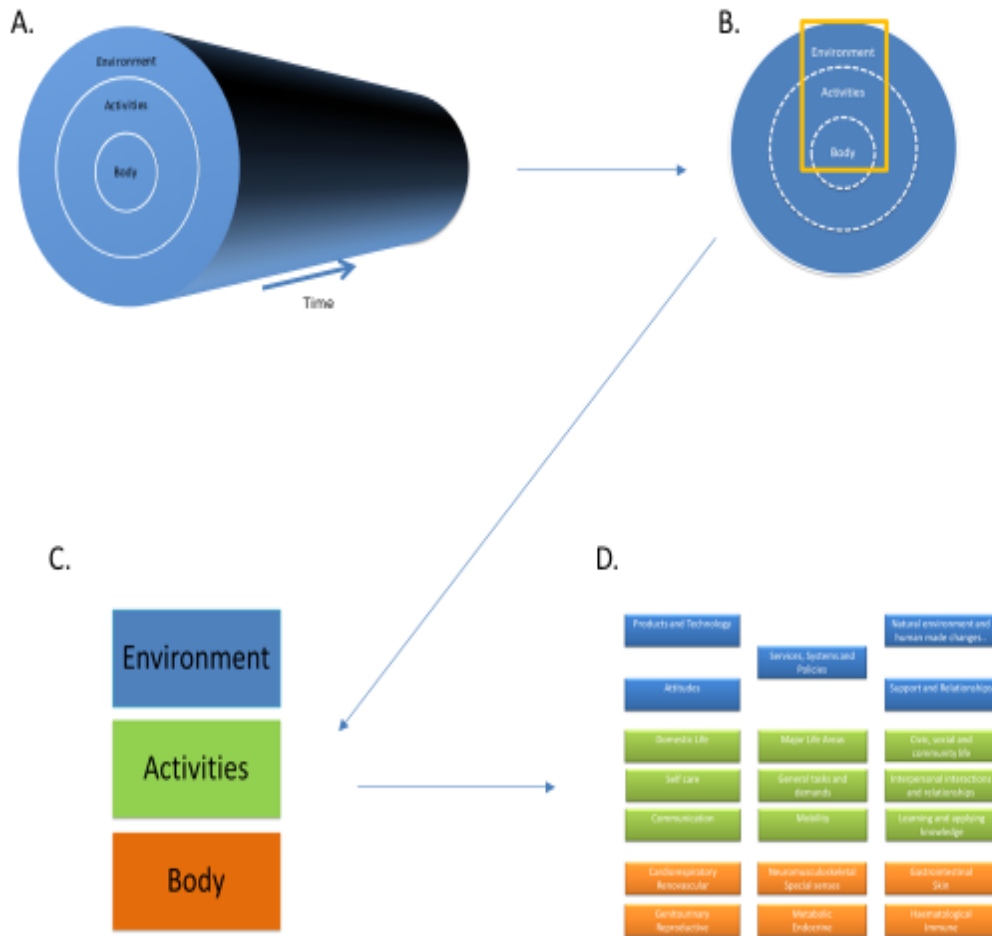 A.
Environment
Activities
Body
Time
B.
Environment
Activities
Body
C.
Environment
Activities
Body
D.
Products and Technology
Natural environment and
human made changes..
Services, Systems and
Policies
Attitudes
Support and Relationships
Domestic Life
Major Life Areas
Civic, social and
community life
Self care
General tasks and
demands
Interpersonal interactions
and relationships
Communication
Mobility
Learning and applying
knowledge
Cardiorespiratory
Renovascular
Neuromusculoskeletal
Special senses
Gastrointestinal
Skin
Genitourinary
Reproductive
Metabolic
Endocrine
Haematological
Immune